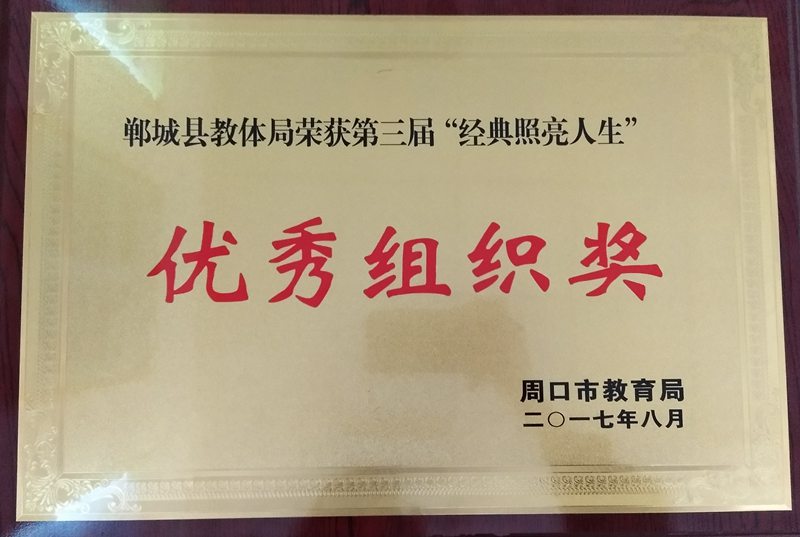 郸城县教体局荣获第三届“经典照亮人生”
优秀组织奖
周口市教育局
二〇一七年八月